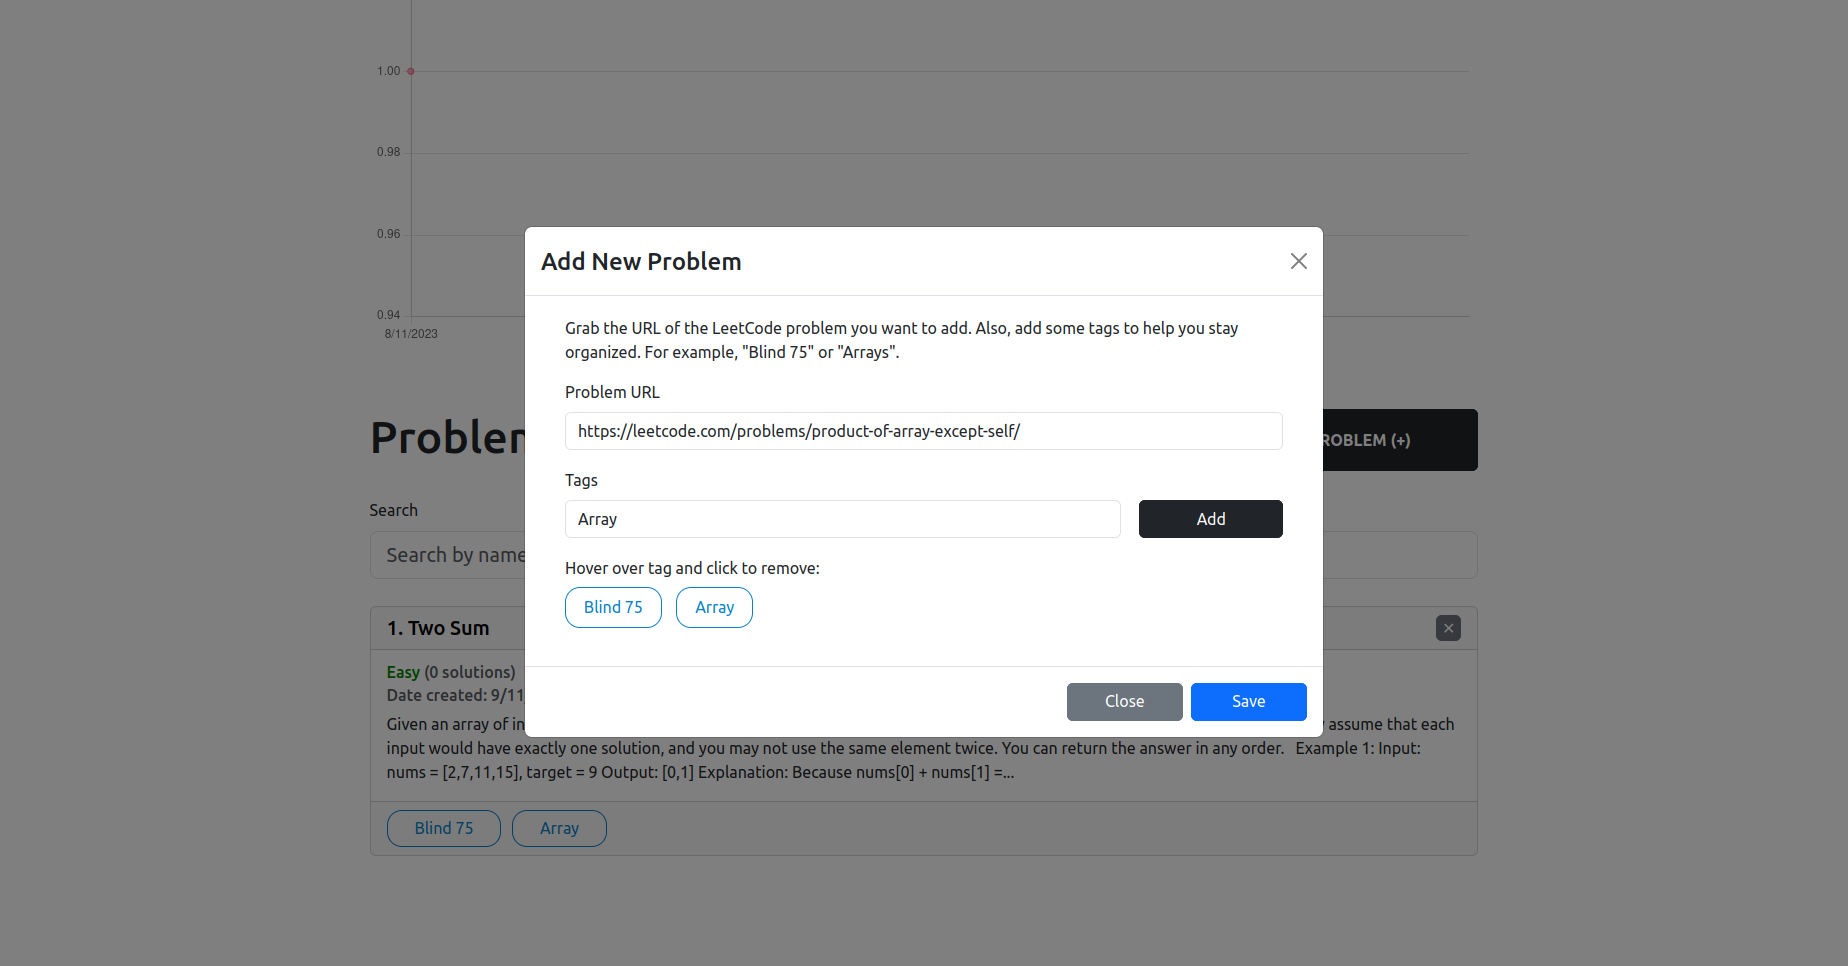 1.00
0.98
0.96
0.94
8/11/2023
Add New Problem
Grab the URL of the LeetCode problem you want to add. Also, add some tags to help you stay
organized. For example, "Blind 75" or "Arrays".
Problem URL
https://leetcode.com/problems/product-of-array-except-self/
Tags
Array
Add
Hover over tag and click to remove:
Blind 75 Array
Close Save
Problem
ROBLEM (+)
Search
Search by name
1. Two Sum
Easy (0 solutions)
Date created: 9/11
Given an array of in assume that each
input would have exactly one solution, and you may not use the same element twice. You can return the answer in any order. Example 1: Input:
nums = [2,7,11,15], target = 9 Output: [0,1] Explanation: Because nums[0] + nums[1] =...
Blind 75 Array